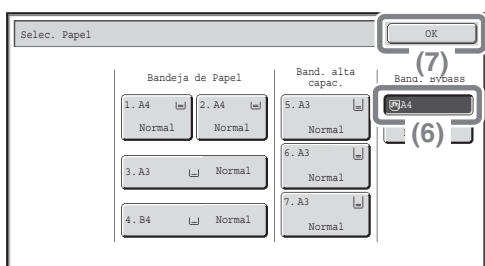 Selec. Papel
OK
(7)
Bandeja de Papel
Band. alta
capac.
Band. Bypass
1. A4
Normal
2. A4
Normal
3. A3 Normal
4. B4 Normal
5. A3
Normal
6. A3
Normal
7. A3
Normal
A4
(6)